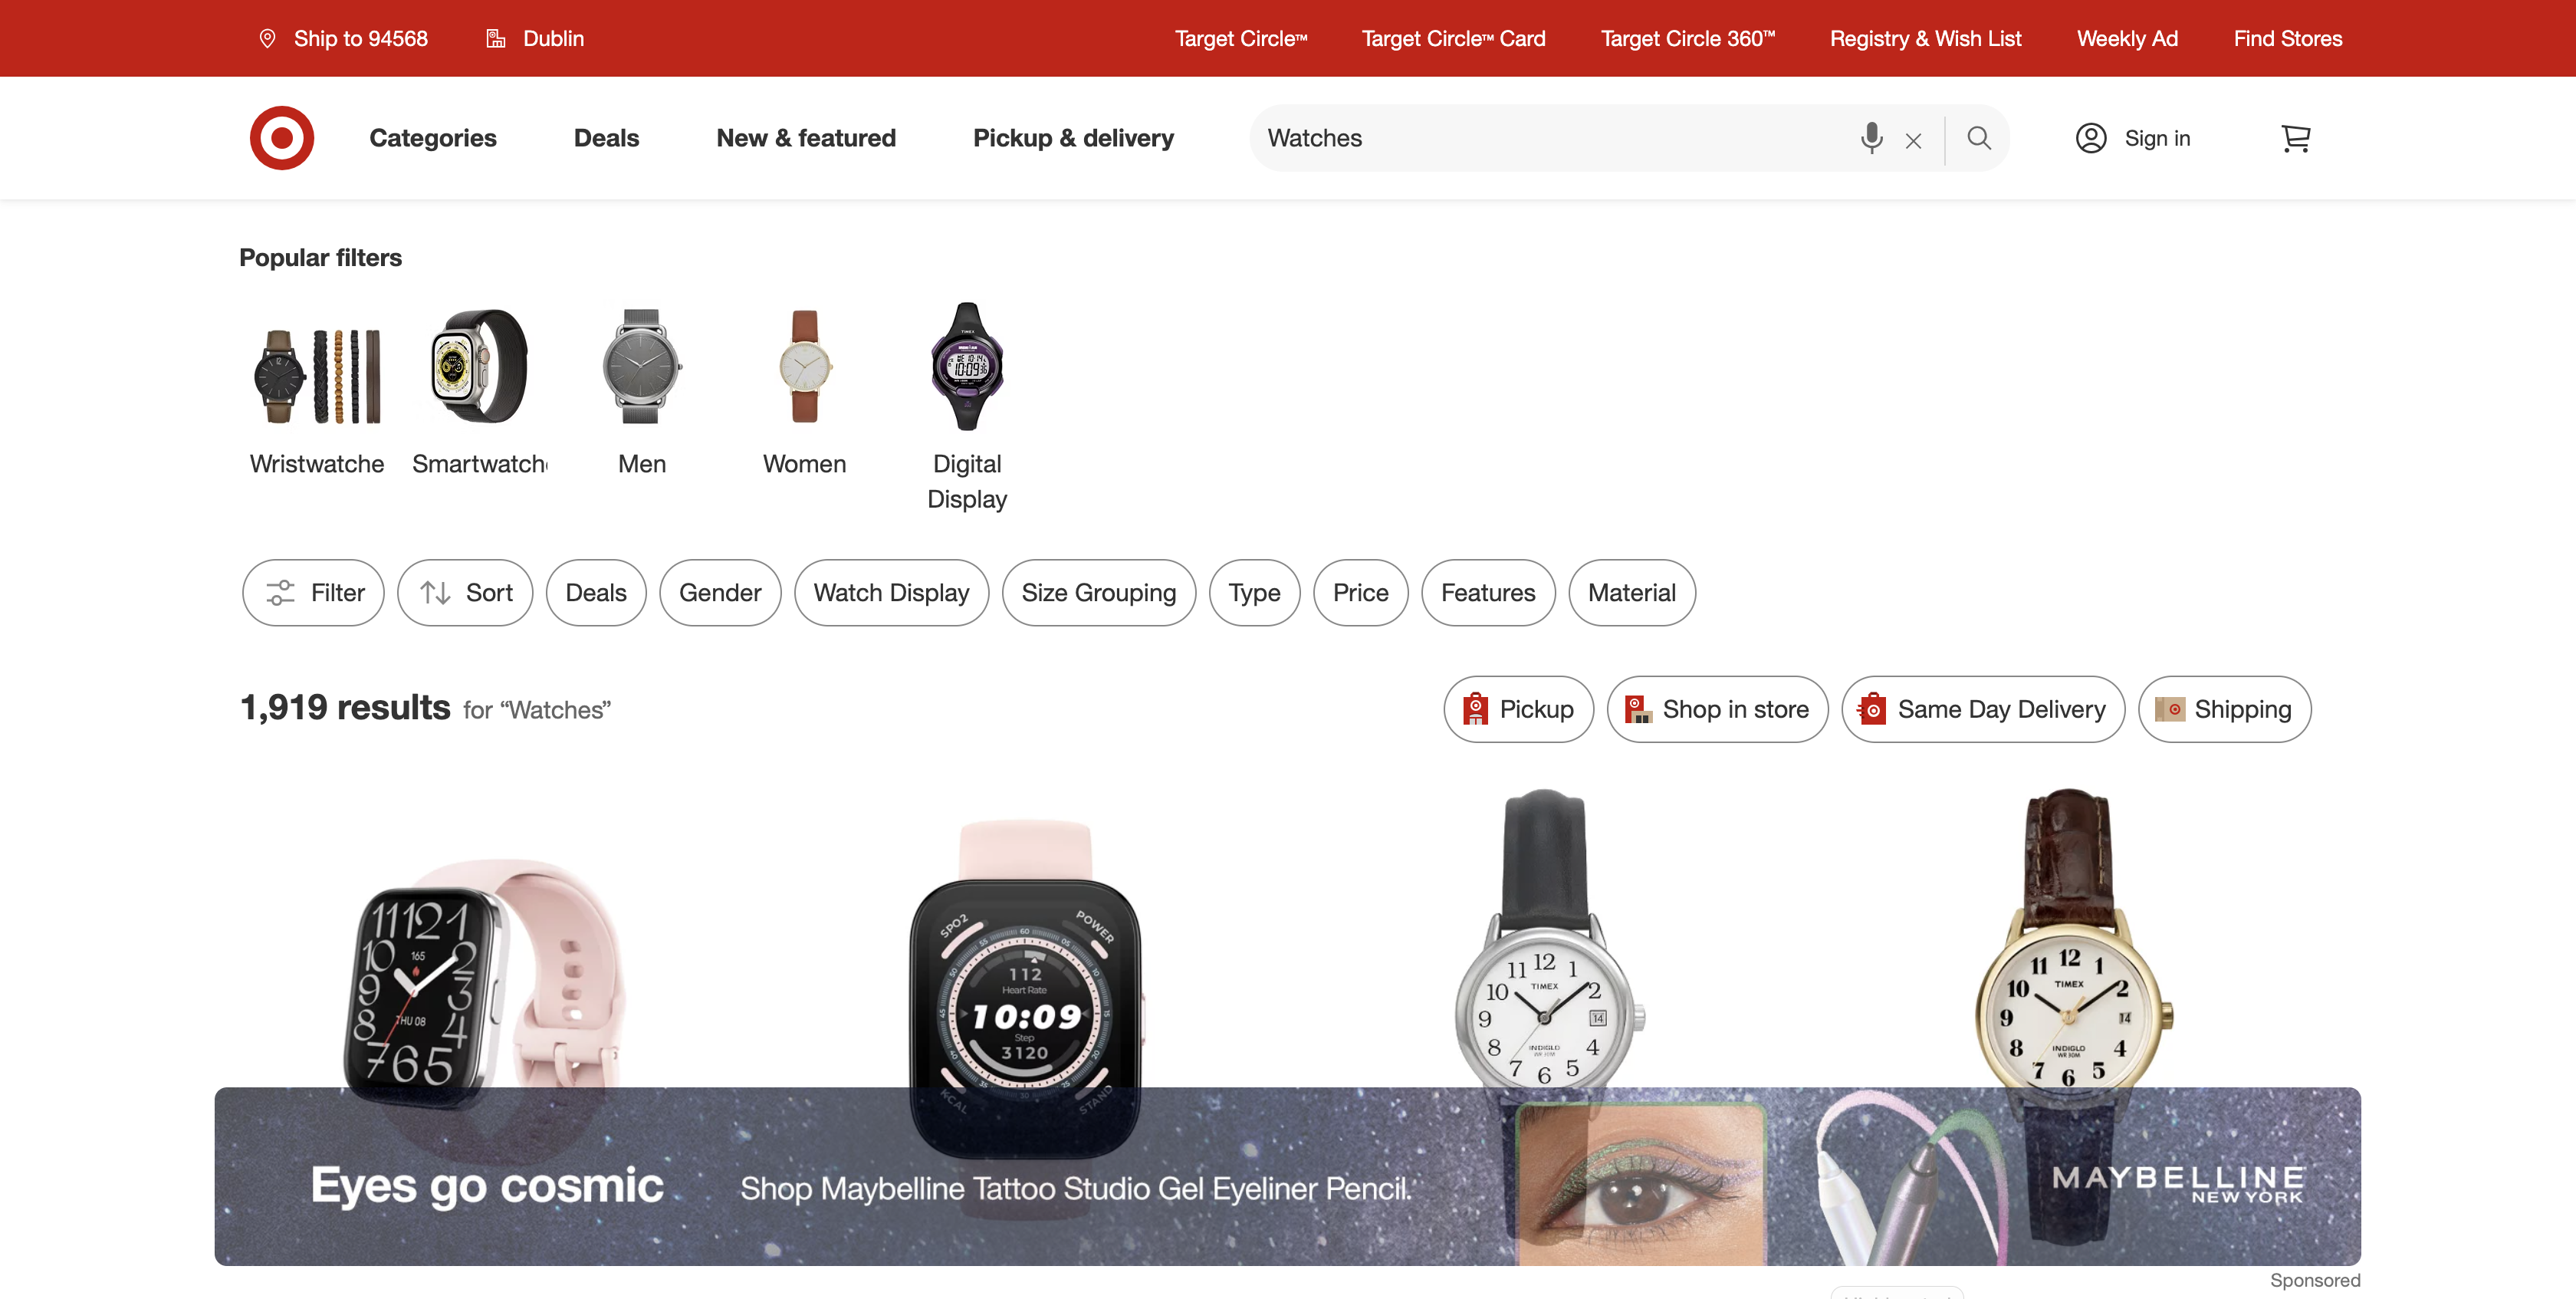 Ship to 94568
Dublin
Target Circle™
Target Circle™ Card
Target Circle 360™
Registry & Wish List
Weekly Ad
Find Stores
Categories
Deals
New & featured
Pickup & delivery
Watches
Sign in
Popular filters
Wristwatche
Smartwatch
Men
Women
Digital
Display
Filter
Sort
Deals
Gender
Watch Display
Size Grouping
Type
Price
Features
Material
1,919 results for “Watches”
Pickup
Shop in store
Same Day Delivery
Shipping
11 12 1
10 2
9 3
8 4
7 6 5
165
THU 08
SPO2
POWER
112
Heart Rate
10:09
Step
3120
KCAL
STAND
11 12 1
10 2
TIMEX
9 14
8 4
INDIGLO
WR 30M
7 6 5
11 12 1
10 2
TIMEX
9 14
8 4
INDIGLO
WR 30M
7 6 5
Eyes go cosmic
Shop Maybelline Tattoo Studio Gel Eyeliner Pencil.
MAYBELLINE
NEW YORK
Sponsored